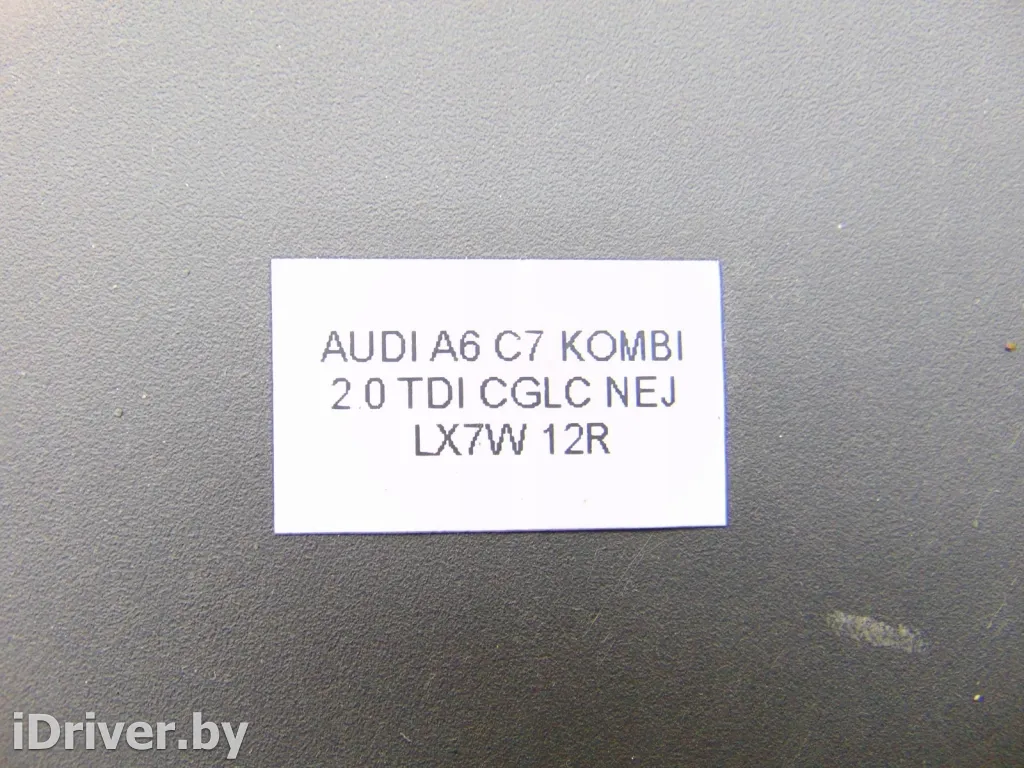 AUDI A6 C7 KOMBI
2.0 TDI CGLC NEJ
LX7W 12R
iDriver.by